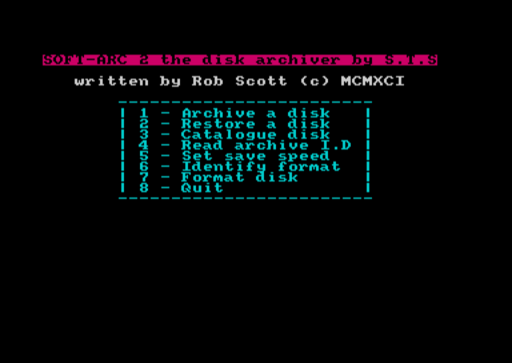 SOFT-ARC 2 the disk archiver by S.T.S
written by Rob Scott (c) MCMXCI
------------------------
| 1 - Archive a disk   |
| 2 - Restore a disk   |
| 3 - Catalogue disk   |
| 4 - Read archive I.D |
| 5 - Set save speed   |
| 6 - Identify format  |
| 7 - Format disk      |
| 8 - Quit             |
------------------------